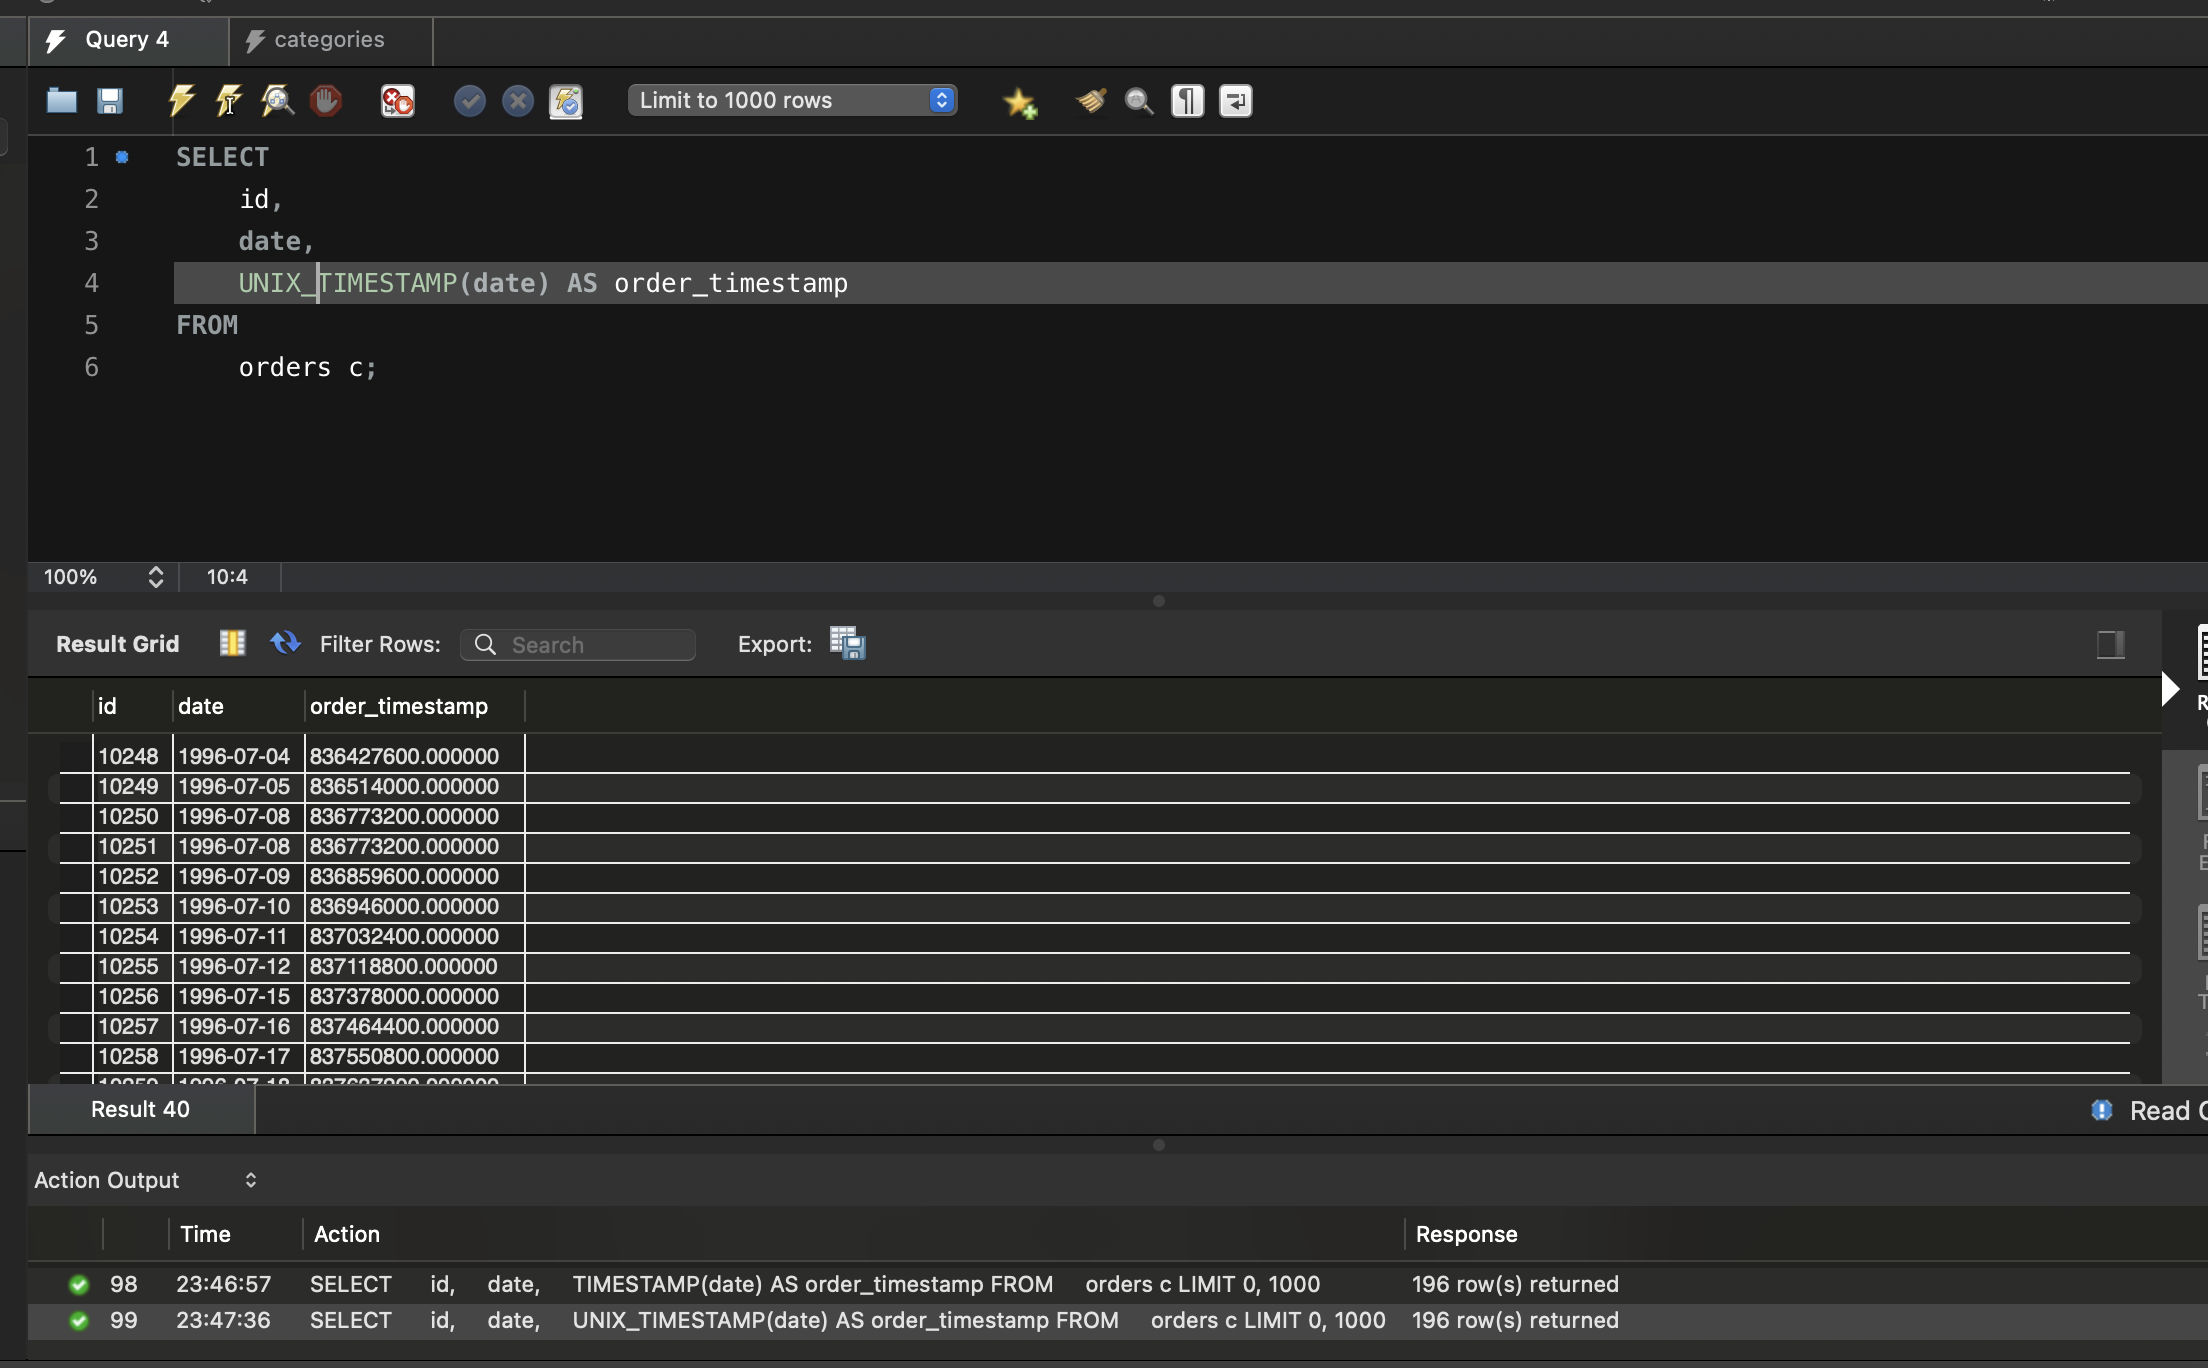 Query 4 categories
Limit to 1000 rows
1 SELECT
2 id,
3 date,
4 UNIX_TIMESTAMP(date) AS order_timestamp
5 FROM
6 orders c;
100% 10:4
Result Grid Filter Rows: Search Export:
id date order_timestamp
10248 1996-07-04 836427600.000000
10249 1996-07-05 836514000.000000
10250 1996-07-08 836773200.000000
10251 1996-07-08 836773200.000000
10252 1996-07-09 836859600.000000
10253 1996-07-10 836946000.000000
10254 1996-07-11 837032400.000000
10255 1996-07-12 837118800.000000
10256 1996-07-15 837378000.000000
10257 1996-07-16 837464400.000000
10258 1996-07-17 837550800.000000
Result 40 Read
Action Output
Time Action Response
98 23:46:57 SELECT id, date, TIMESTAMP(date) AS order_timestamp FROM orders c LIMIT 0, 1000 196 row(s) returned
99 23:47:36 SELECT id, date, UNIX_TIMESTAMP(date) AS order_timestamp FROM orders c LIMIT 0, 1000 196 row(s) returned